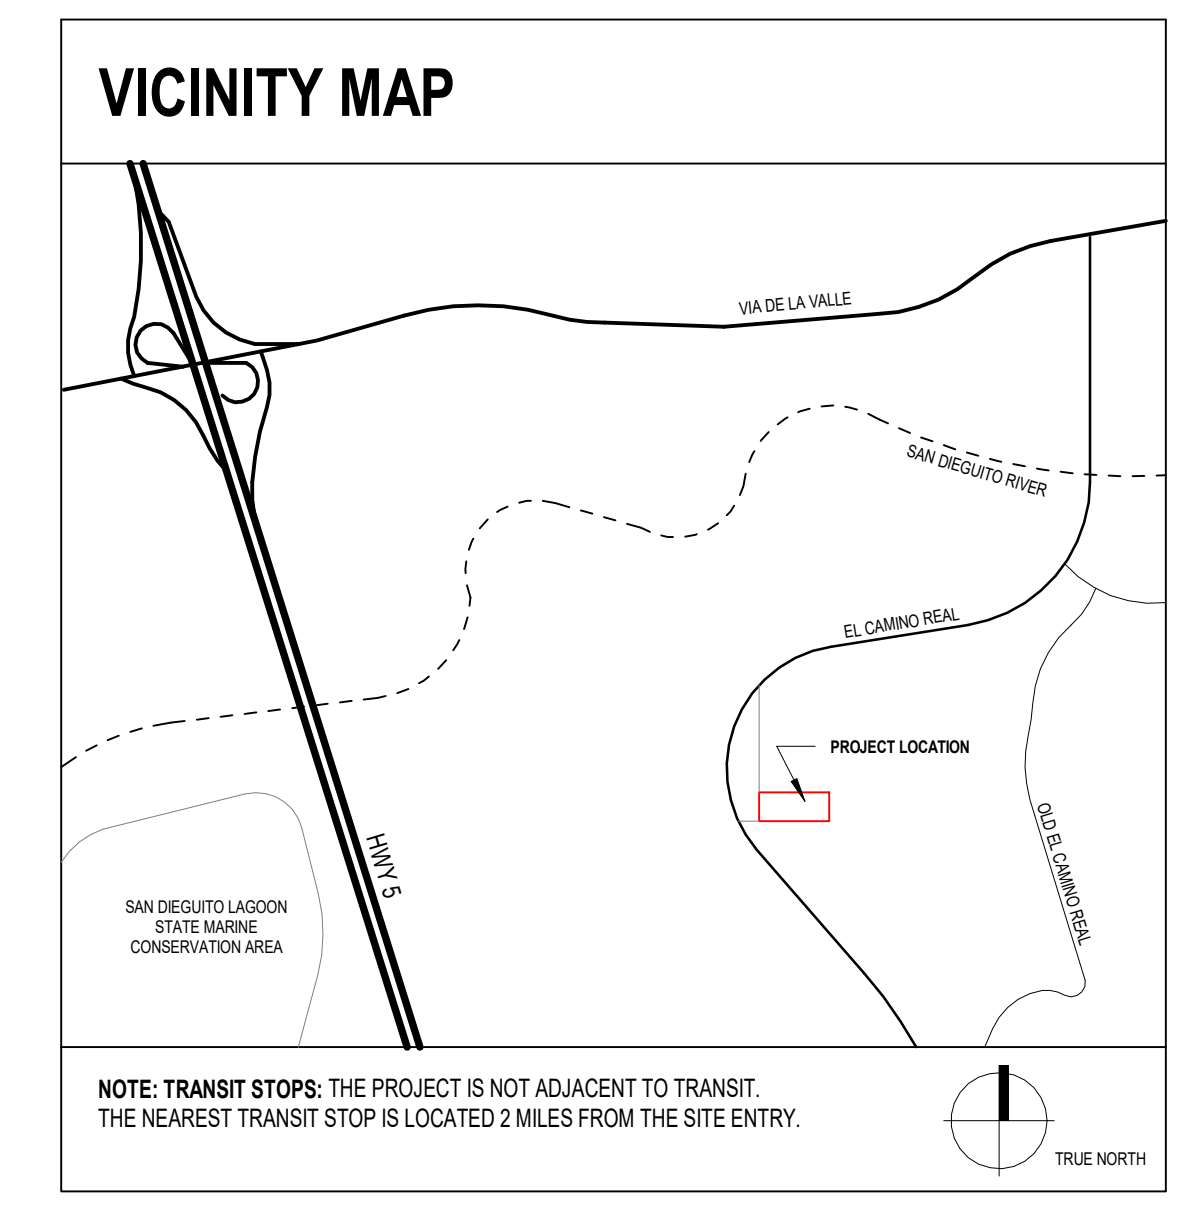 VICINITY MAP
VIA DE LA VALLE
SAN DIEGUITO RIVER
EL CAMINO REAL
PROJECT LOCATION
OLD EL CAMINO REAL
HWY 5
SAN DIEGUITO LAGOON
STATE MARINE
CONSERVATION AREA
NOTE: TRANSIT STOPS: THE PROJECT IS NOT ADJACENT TO TRANSIT.
THE NEAREST TRANSIT STOP IS LOCATED 2 MILES FROM THE SITE ENTRY.
TRUE NORTH